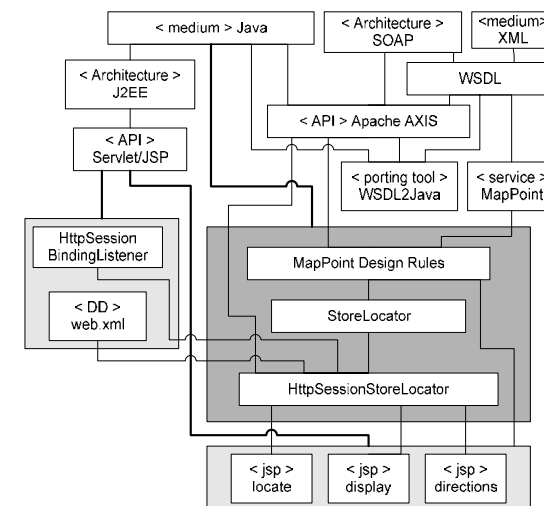 < medium > Java
< Architecture >
SOAP
<medium>
XML
< Architecture >
J2EE
WSDL
< API > Apache AXIS
< API >
Servlet/JSP
< porting tool >
WSDL2Java
< service >
MapPoint
HttpSession
BindingListener
MapPoint Design Rules
< DD >
web.xml
StoreLocator
HttpSessionStoreLocator
< jsp >
locate
< jsp >
display
< jsp >
directions